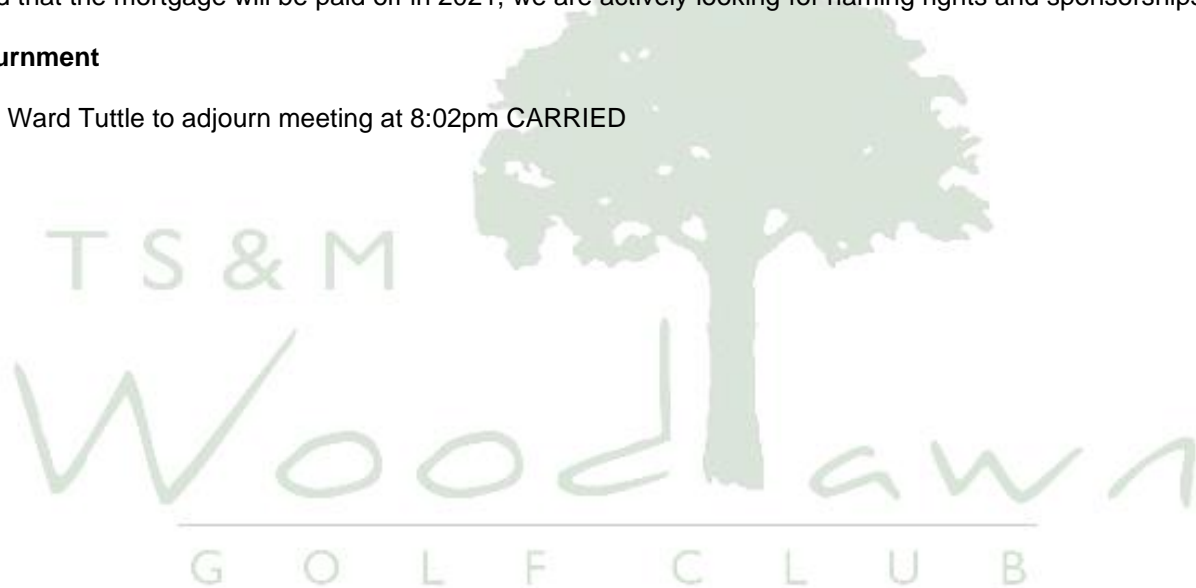 that the mortgage will be paid off in 2021, we are actively looking for naming rights and sponsorships
urnment
Ward Tuttle to adjourn meeting at 8:02pm CARRIED
TS&M
Woodlawn
GOLF CLUB